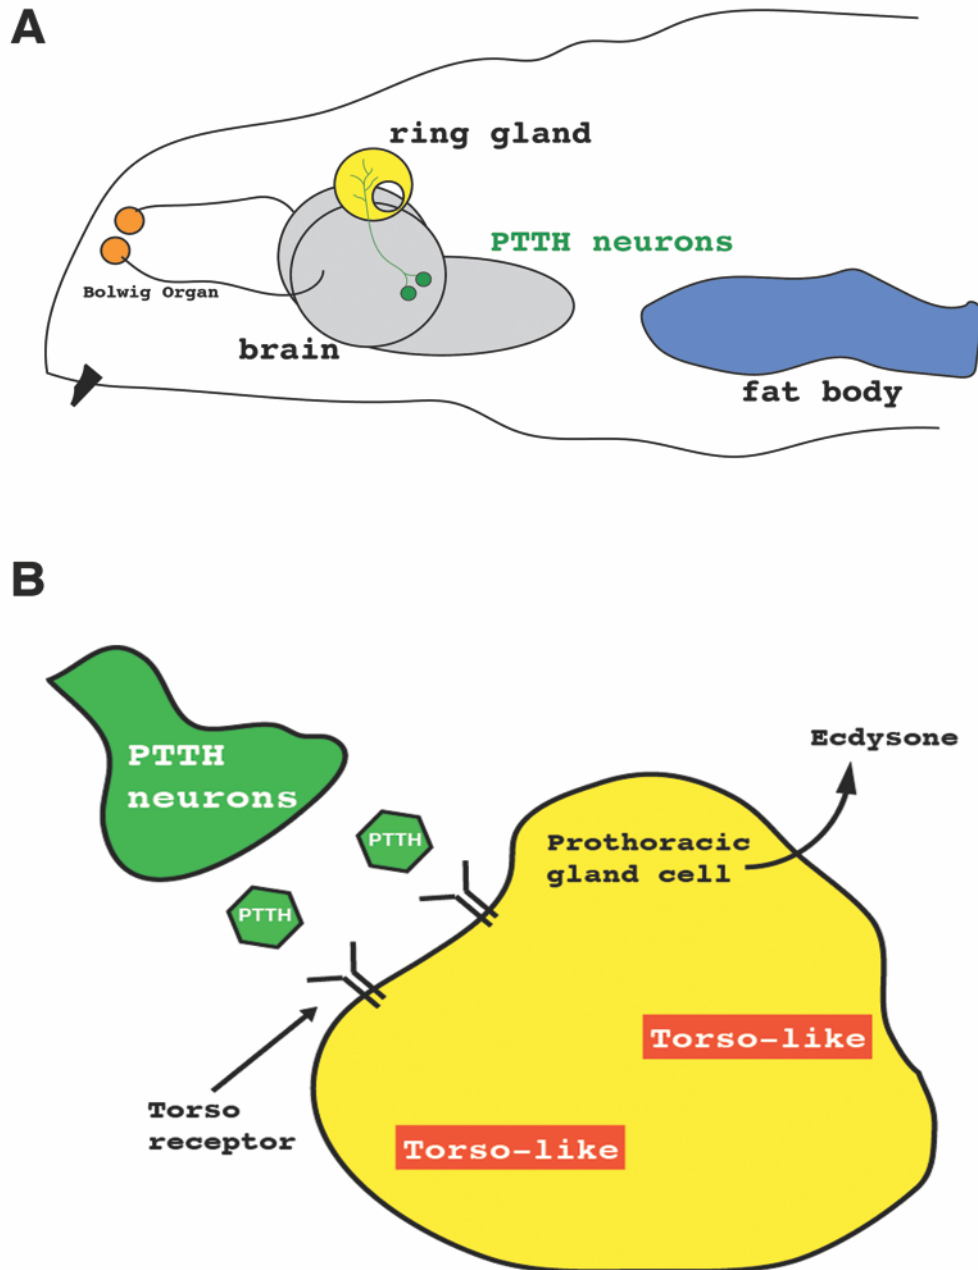 A
ring gland
PTTH neurons
Bolwig Organ
brain
fat body
B
PTTH
neurons
Ecdysone
PTTH
Prothoracic
gland cell
PTTH
Torso-like
Torso
receptor
Torso-like